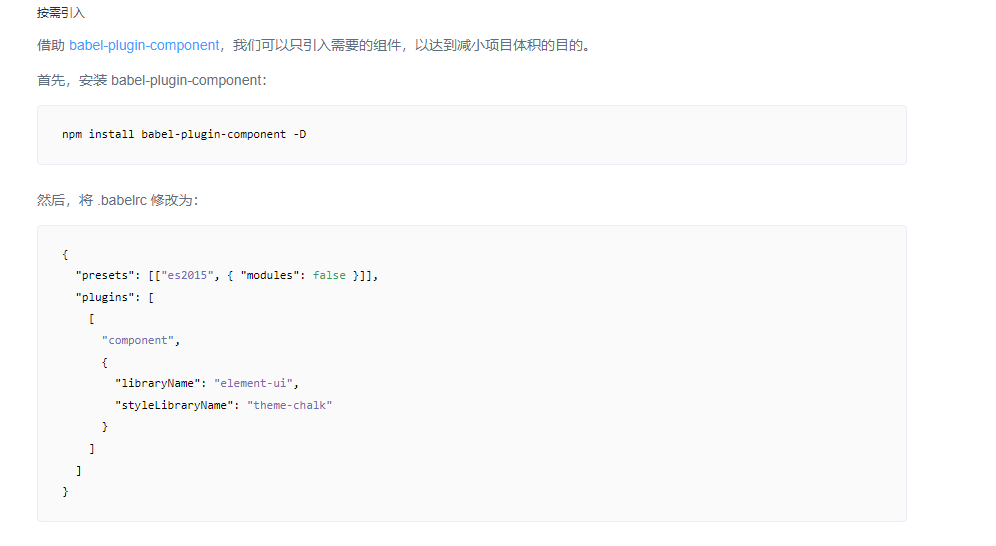 按需引入
借助 babel-plugin-component，我们可以只引入需要的组件，以达到减小项目体积的目的。
首先，安装 babel-plugin-component：
npm install babel-plugin-component -D
然后，将 .babelrc 修改为：
{
  "presets": [["es2015", { "modules": false }]],
  "plugins": [
    [
      "component",
      {
        "libraryName": "element-ui",
        "styleLibraryName": "theme-chalk"
      }
    ]
  ]
}